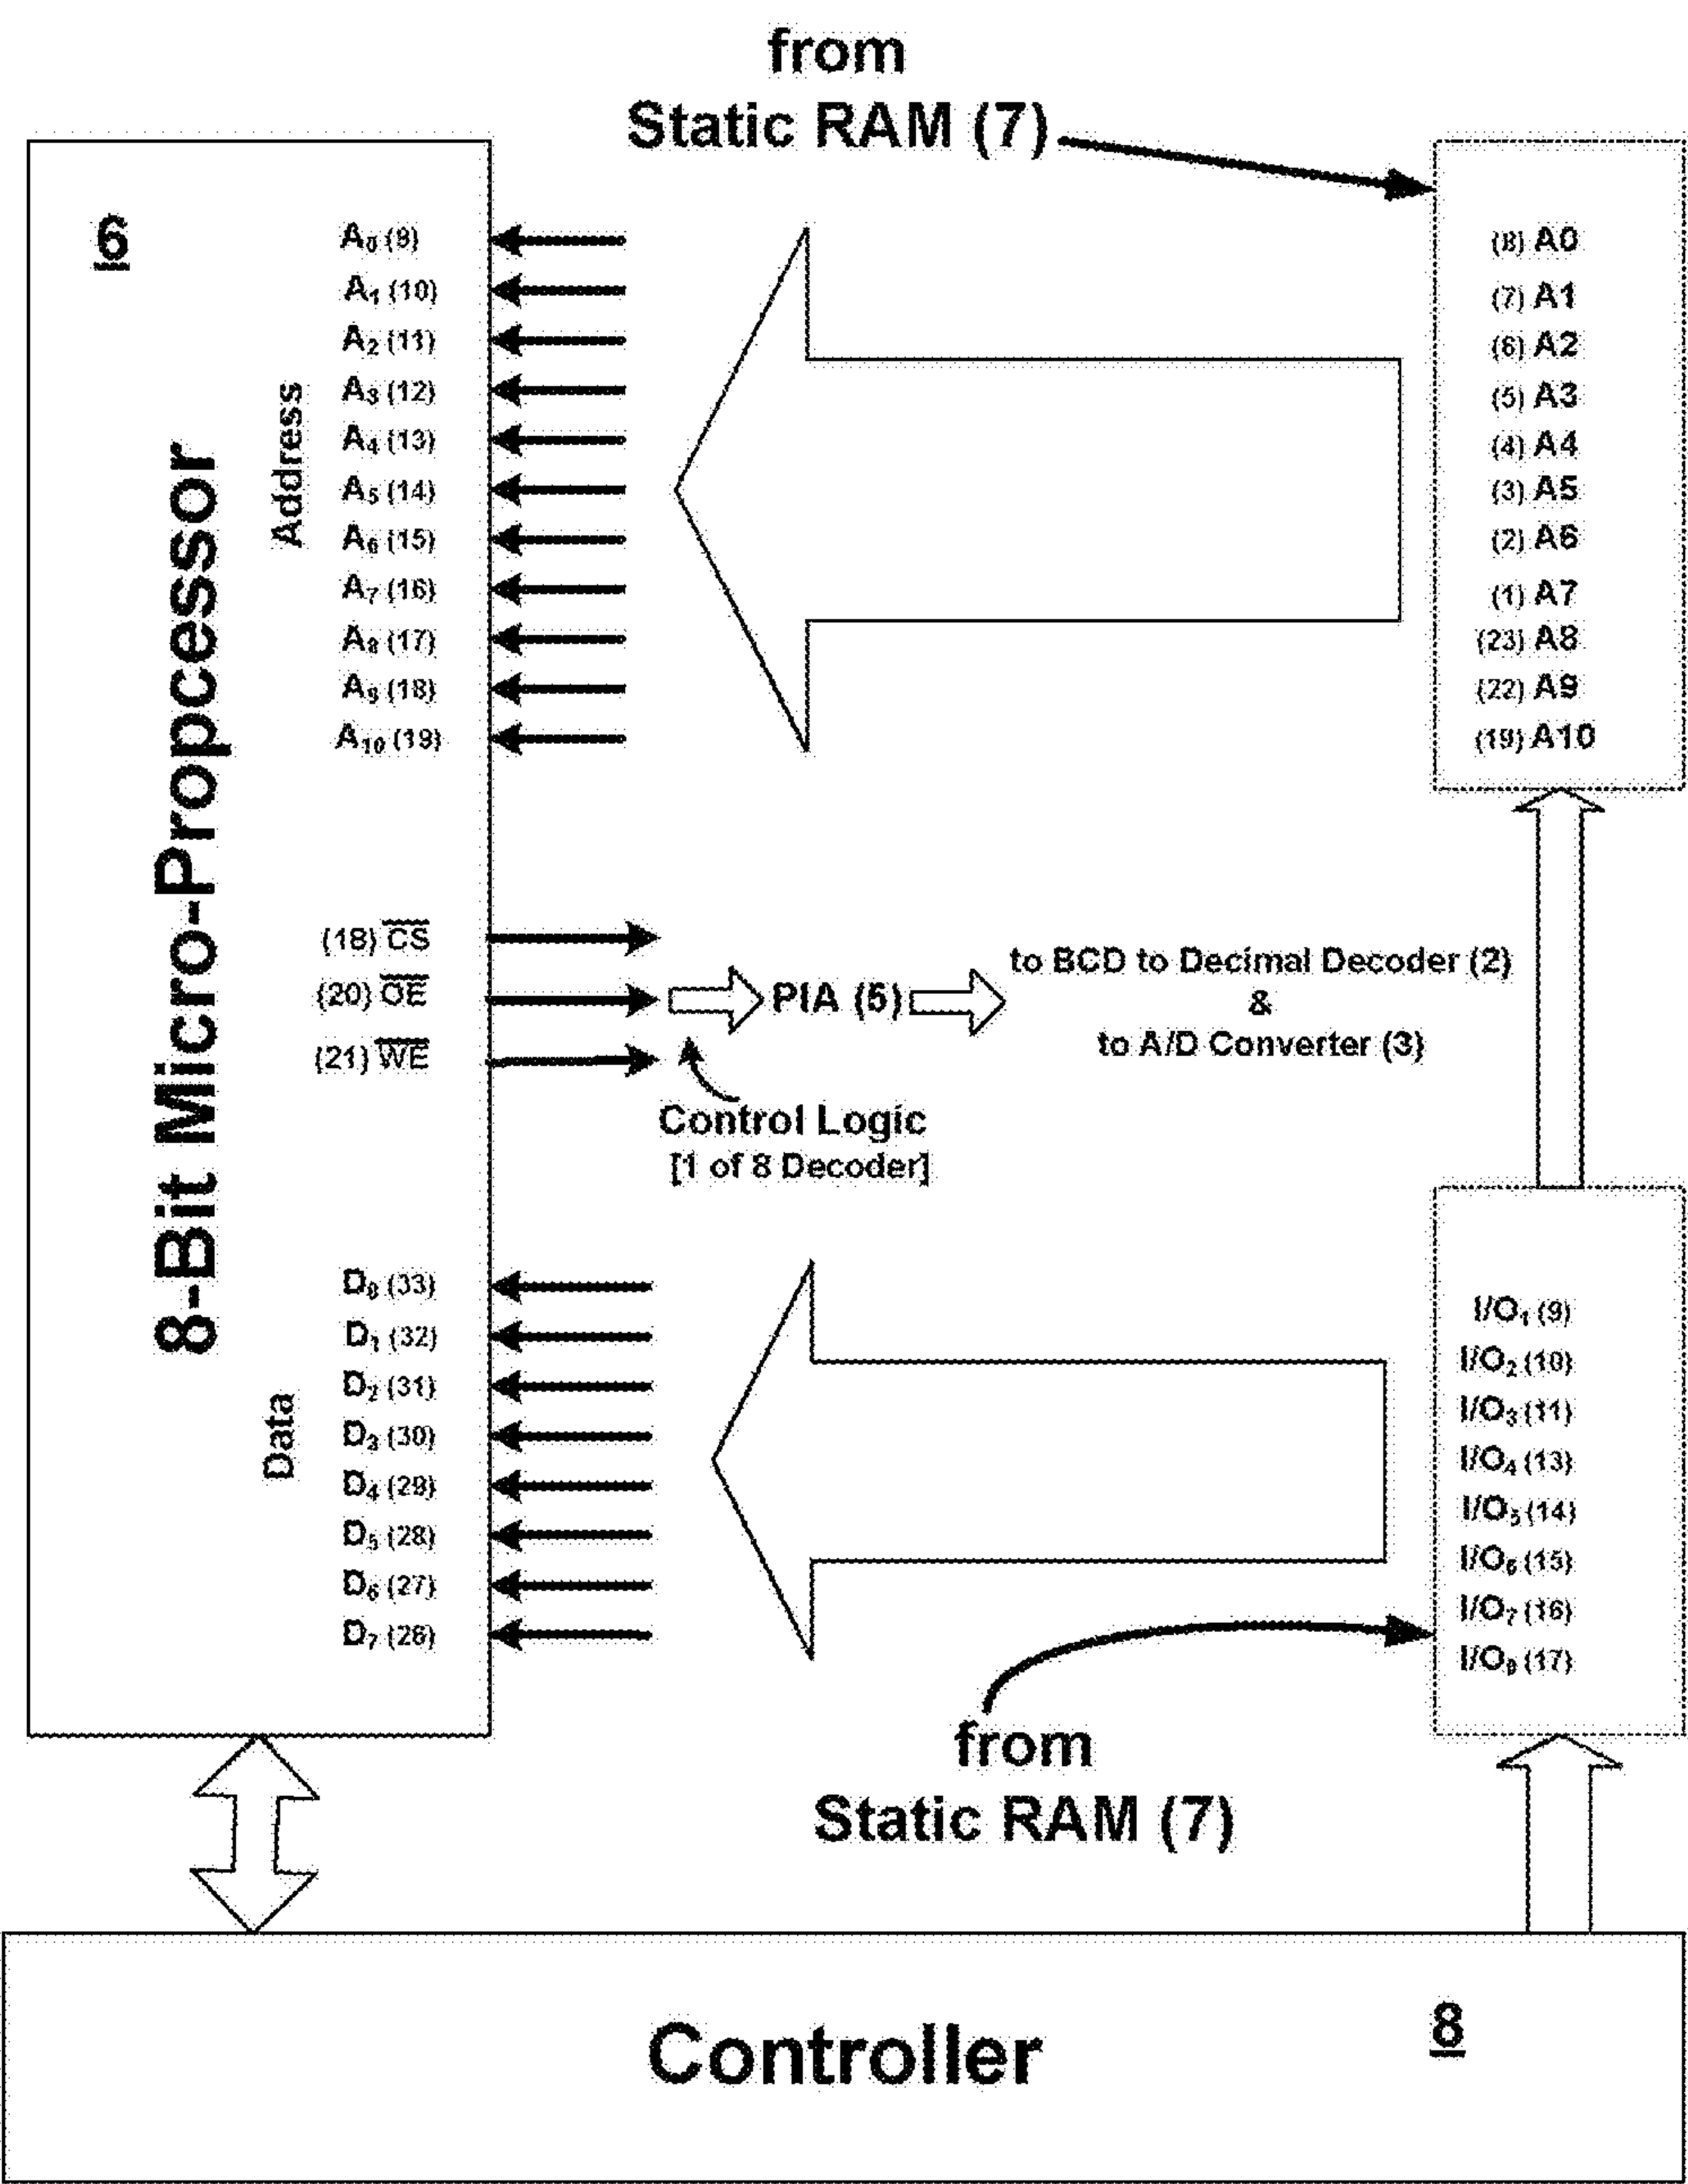 from
Static RAM (7)
6
8-Bit Micro-Propcessor
Address
A₀ (9)
A₁ (10)
A₂ (11)
A₃ (12)
A₄ (13)
A₅ (14)
A₆ (15)
A₇ (16)
A₈ (17)
A₉ (18)
A₁₀ (19)
(8) A0
(7) A1
(6) A2
(5) A3
(4) A4
(3) A5
(2) A6
(1) A7
(23) A8
(22) A9
(19) A10
(18) C̅S̅
(20) O̅E̅
(21) W̅E̅
PIA (5)
to BCD to Decimal Decoder (2)
&
to A/D Converter (3)
Control Logic
[1 of 8 Decoder]
Data
D₀ (33)
D₁ (32)
D₂ (31)
D₃ (30)
D₄ (29)
D₅ (28)
D₆ (27)
D₇ (26)
I/O₁ (9)
I/O₂ (10)
I/O₃ (11)
I/O₄ (13)
I/O₅ (14)
I/O₆ (15)
I/O₇ (16)
I/O₈ (17)
from
Static RAM (7)
Controller
8